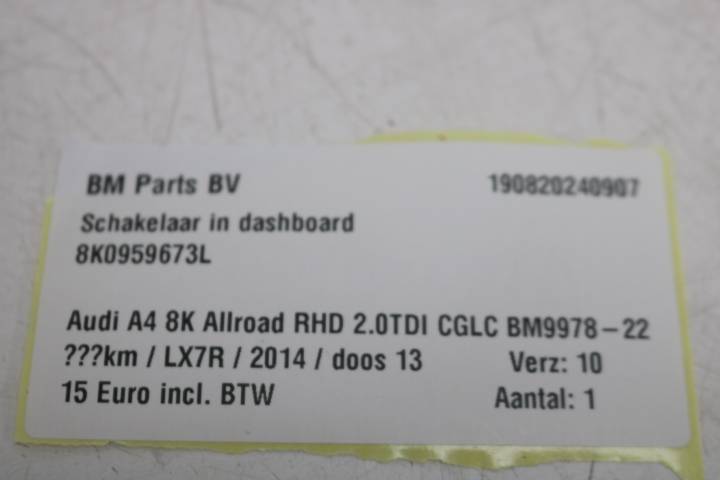 BM Parts BV 190820240907
Schakelaar in dashboard
8K0959673L
Audi A4 8K Allroad RHD 2.0TDI CGLC BM9978-22
???km / LX7R / 2014 / doos 13 Verz: 10
15 Euro incl. BTW Aantal: 1